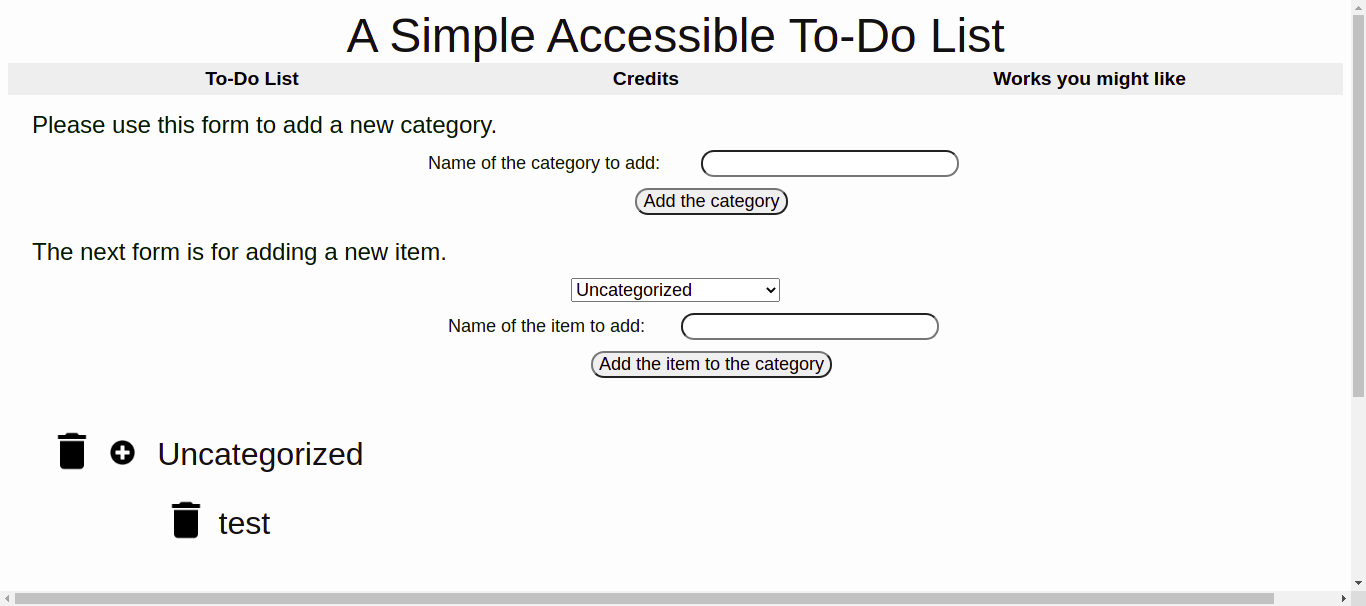 A Simple Accessible To-Do List
To-Do List Credits Works you might like
Please use this form to add a new category.
Name of the category to add:
Add the category
The next form is for adding a new item.
Uncategorized
Name of the item to add:
Add the item to the category
Uncategorized
test